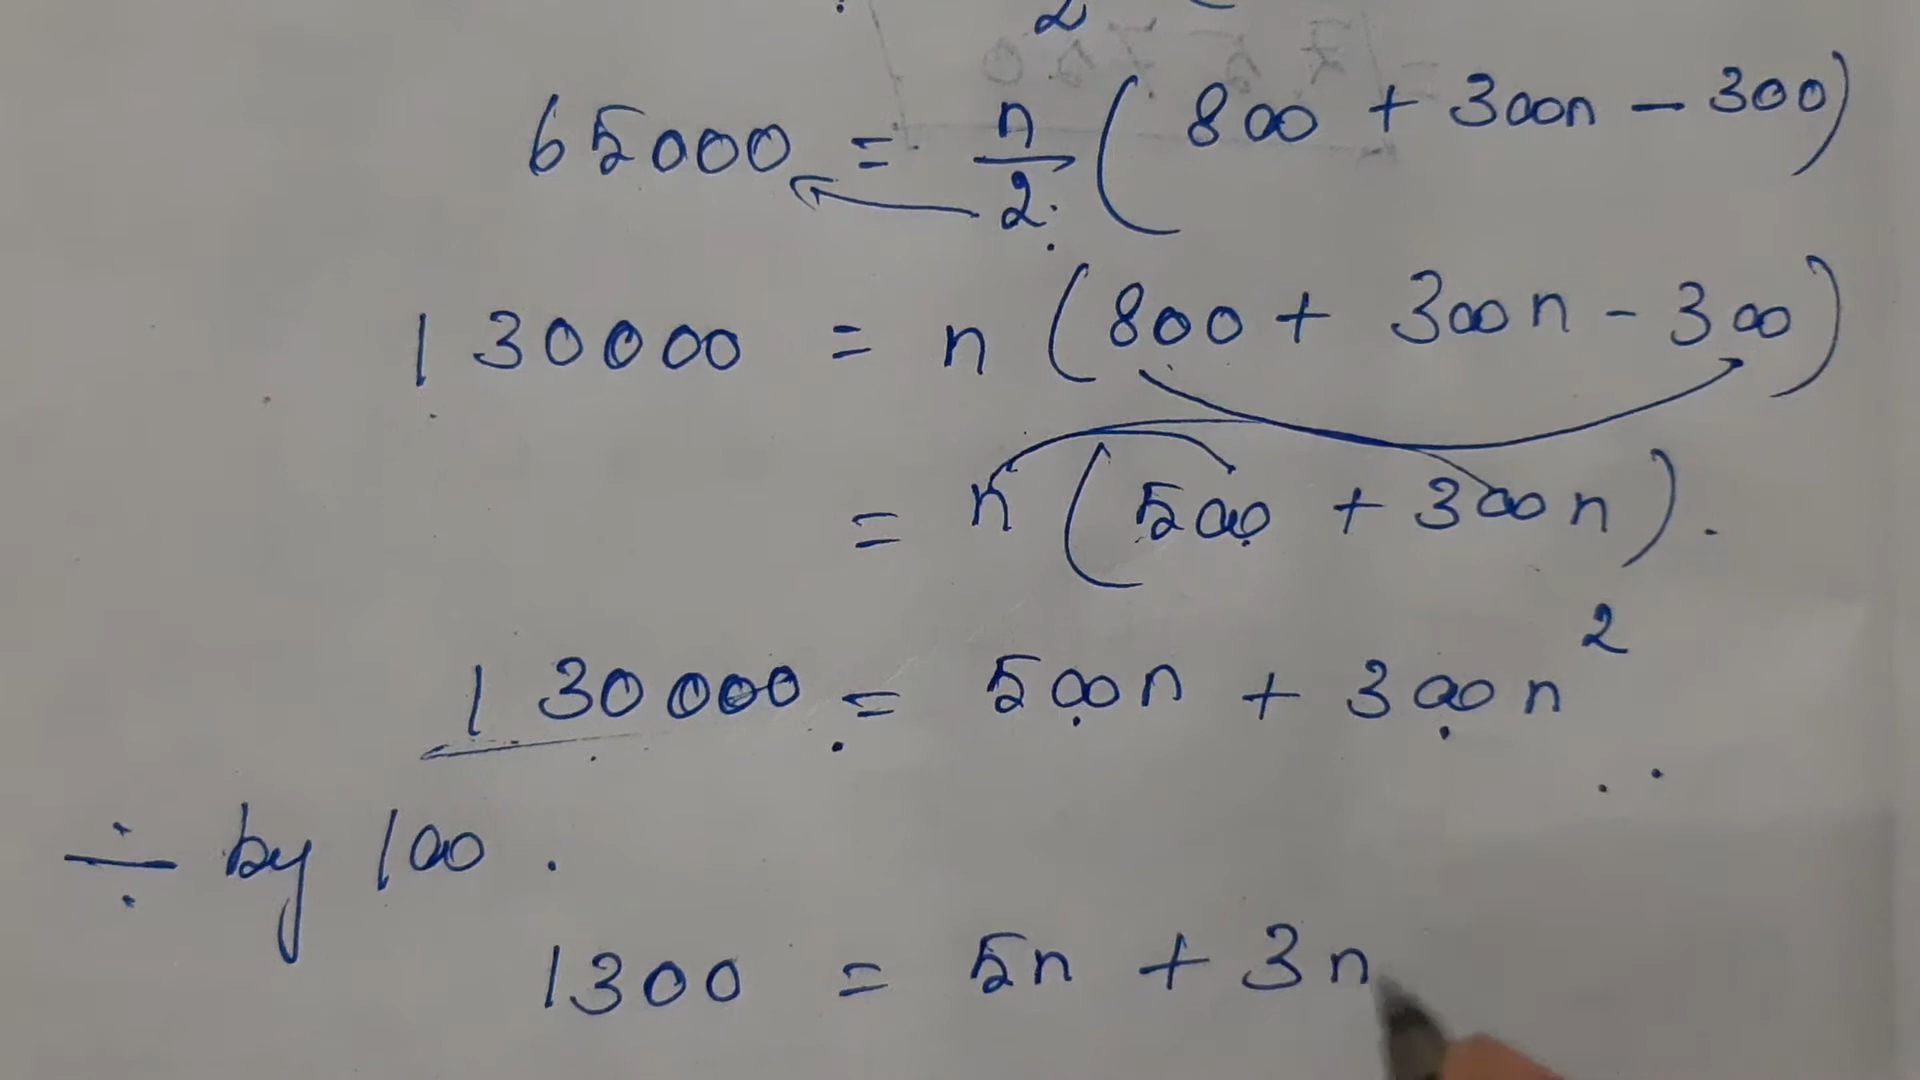 2
65000 = n/2 ( 800 + 300n - 300)
130000 = n (800 + 300n - 300)
= n (500 + 300n).
130000 = 500n + 300n²
÷ by 100.
1300 = 5n + 3n